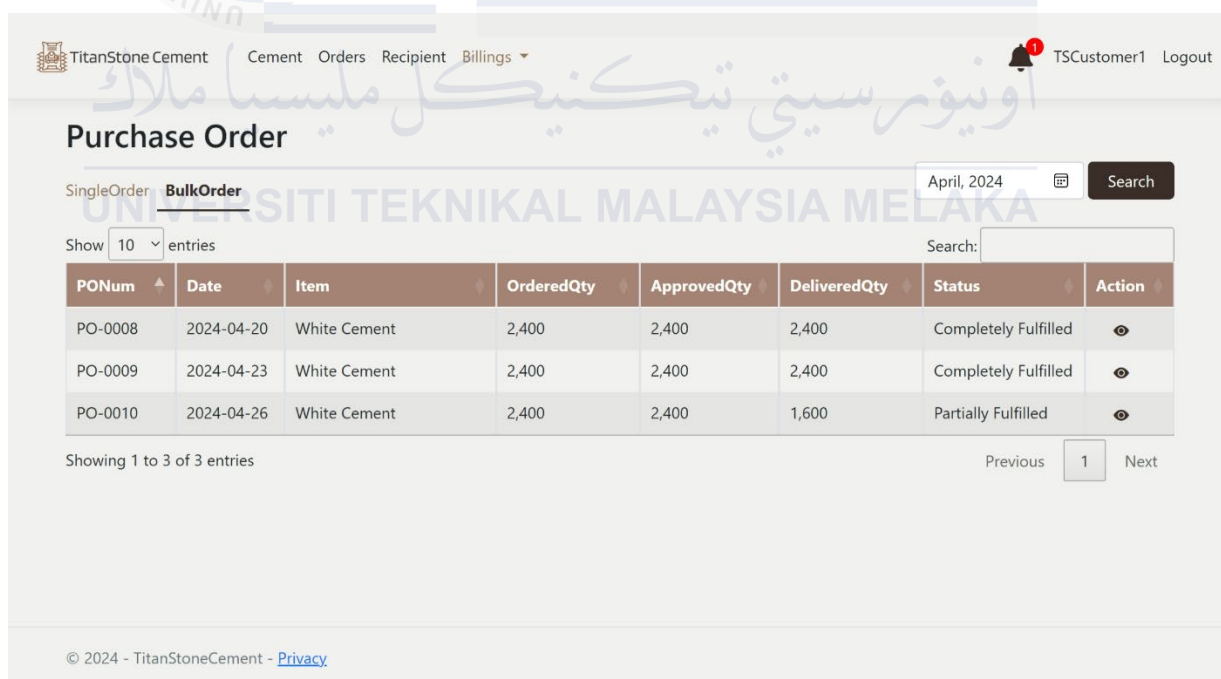 TitanStone Cement Cement Orders Recipient Billings 1 TSCustomer1 Logout
اونيورسيتي تيكنيكل مليسيا ملاك
Purchase Order
SingleOrder BulkOrder April, 2024 Search
UNIVERSITI TEKNIKAL MALAYSIA MELAKA
Show 10 entries Search:
PONum Date Item OrderedQty ApprovedQty DeliveredQty Status Action
PO-0008 2024-04-20 White Cement 2,400 2,400 2,400 Completely Fulfilled
PO-0009 2024-04-23 White Cement 2,400 2,400 2,400 Completely Fulfilled
PO-0010 2024-04-26 White Cement 2,400 2,400 1,600 Partially Fulfilled
Showing 1 to 3 of 3 entries Previous 1 Next
© 2024 - TitanStoneCement - Privacy